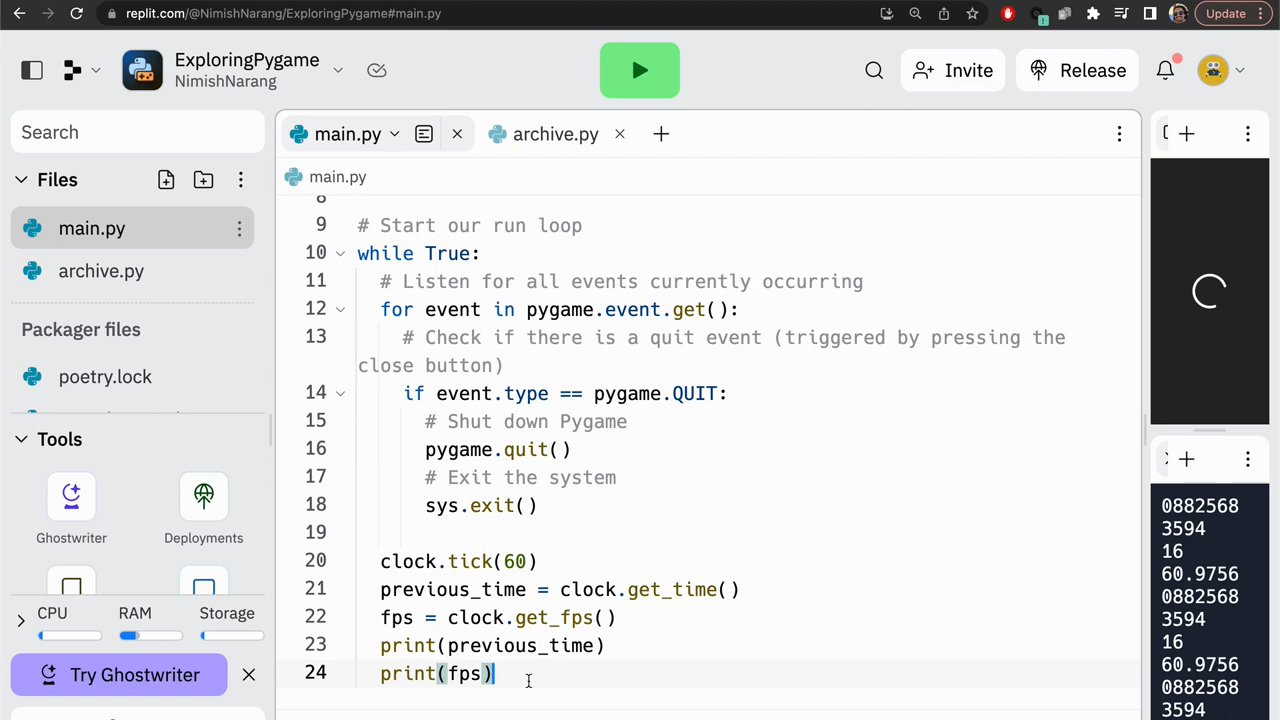 replit.com/@NimishNarang/ExploringPygame#main.py
Update
ExploringPygame
NimishNarang
Invite
Release
Search
Files
main.py
archive.py
Packager files
poetry.lock
Tools
Ghostwriter
Deployments
CPU
RAM
Storage
Try Ghostwriter
main.py
archive.py
main.py
8
9 # Start our run loop
10 while True:
11 # Listen for all events currently occurring
12 for event in pygame.event.get():
13 # Check if there is a quit event (triggered by pressing the
close button)
14 if event.type == pygame.QUIT:
15 # Shut down Pygame
16 pygame.quit()
17 # Exit the system
18 sys.exit()
19
20 clock.tick(60)
21 previous_time = clock.get_time()
22 fps = clock.get_fps()
23 print(previous_time)
24 print(fps)
0882568
3594
16
60.9756
0882568
3594
16
60.9756
0882568
3594